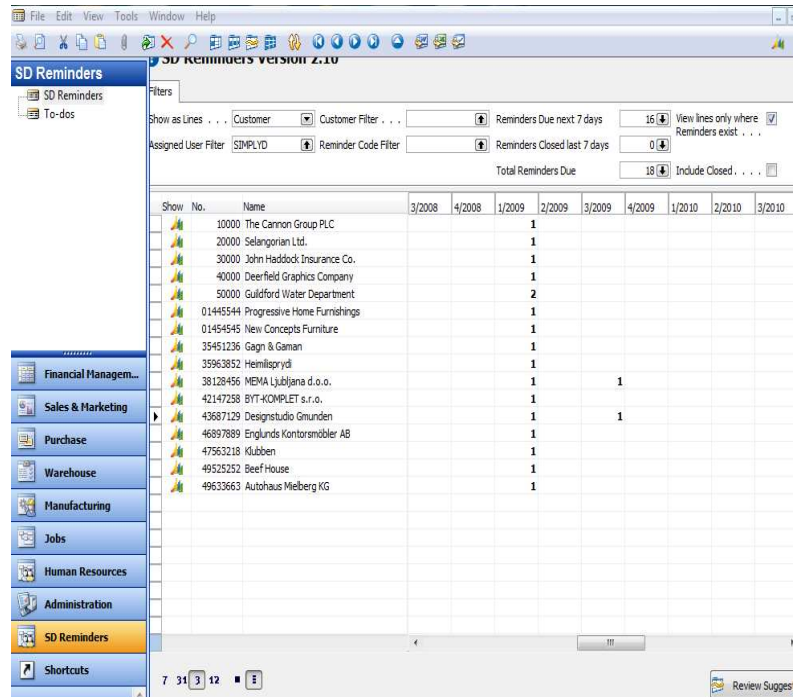 File Edit View Tools Window Help
SD Reminders Version 2.10
SD Reminders
SD Reminders
To-dos
Filters
Show as Lines . . . Customer Customer Filter . . . Reminders Due next 7 days 16 View lines only where Reminders exist . . .
Assigned User Filter SIMPLYD Reminder Code Filter Reminders Closed last 7 days 0
Total Reminders Due 18 Include Closed . . . .
Show No. Name 3/2008 4/2008 1/2009 2/2009 3/2009 4/2009 1/2010 2/2010 3/2010
10000 The Cannon Group PLC 1
20000 Selangorian Ltd. 1
30000 John Haddock Insurance Co. 1
40000 Deerfield Graphics Company 1
50000 Guildford Water Department 2
01445544 Progressive Home Furnishings 1
01454545 New Concepts Furniture 1
35451236 Gagn & Gaman 1
35963852 Heimilisprydi 1
38128456 MEMA Ljubljana d.o.o. 1 1
42147258 BYT-KOMPLET s.r.o. 1
43687129 Designstudio Gmunden 1 1
46897889 Englunds Kontorsmöbler AB 1
47563218 Klubben 1
49525252 Beef House 1
49633663 Autohaus Mielberg KG 1
Financial Managem...
Sales & Marketing
Purchase
Warehouse
Manufacturing
Jobs
Human Resources
Administration
SD Reminders
Shortcuts
7 31 3 12
Review Sugges